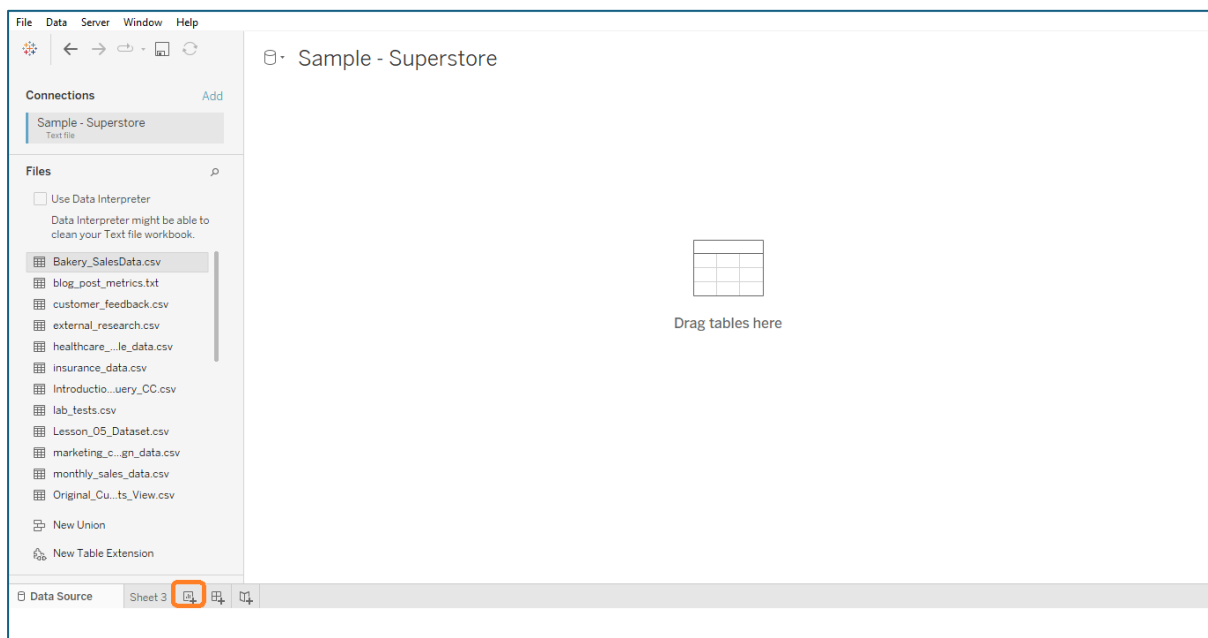 File Data Server Window Help
Sample - Superstore
Connections Add
Sample - Superstore
Text file
Files
Use Data Interpreter
Data Interpreter might be able to
clean your Text file workbook.
Bakery_SalesData.csv
blog_post_metrics.txt
customer_feedback.csv
external_research.csv
healthcare_...le_data.csv
insurance_data.csv
Introductio...uery_CC.csv
lab_tests.csv
Lesson_05_Dataset.csv
marketing_c...gn_data.csv
monthly_sales_data.csv
Original_Cu...ts_View.csv
New Union
New Table Extension
Drag tables here
Data Source Sheet 3